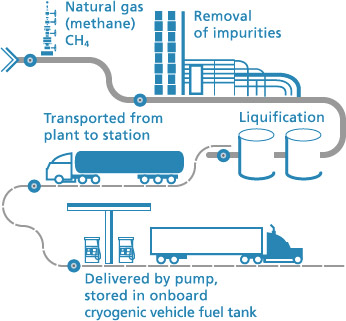 Natural gas
(methane)
CH₄
Removal
of impurities
Transported from
plant to station
Liquification
Delivered by pump,
stored in onboard
cryogenic vehicle fuel tank